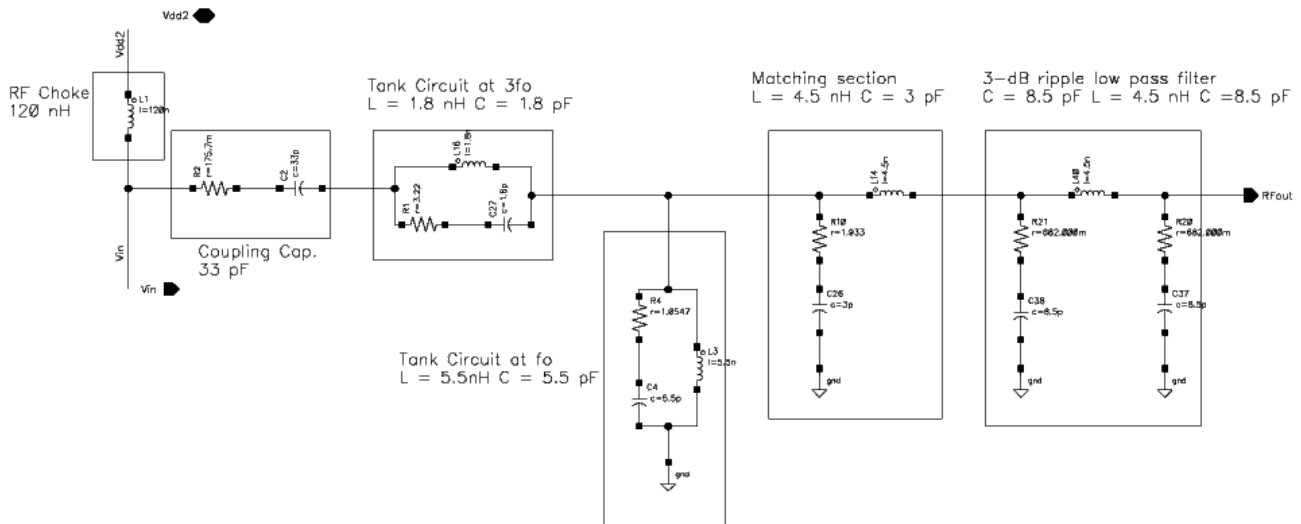 Vdd2
Vdd2
RF Choke
120 nH
L1
l=120n
Tank Circuit at 3fo
L = 1.8 nH C = 1.8 pF
L16
l=1.8n
R1
r=3.22
C27
c=1.8p
R2
r=175.7m
C2
c=33p
Coupling Cap.
33 pF
Vin
Vin
Tank Circuit at fo
L = 5.5nH C = 5.5 pF
R4
r=1.0547
C4
c=5.5p
L3
l=5.5n
gnd
Matching section
L = 4.5 nH C = 3 pF
L14
l=4.5n
R10
r=1.933
C26
c=3p
gnd
3-dB ripple low pass filter
C = 8.5 pF L = 4.5 nH C =8.5 pF
L40
l=4.5n
R21
r=682.000m
C38
c=8.5p
gnd
R20
r=682.000m
C37
c=8.5p
gnd
RFout